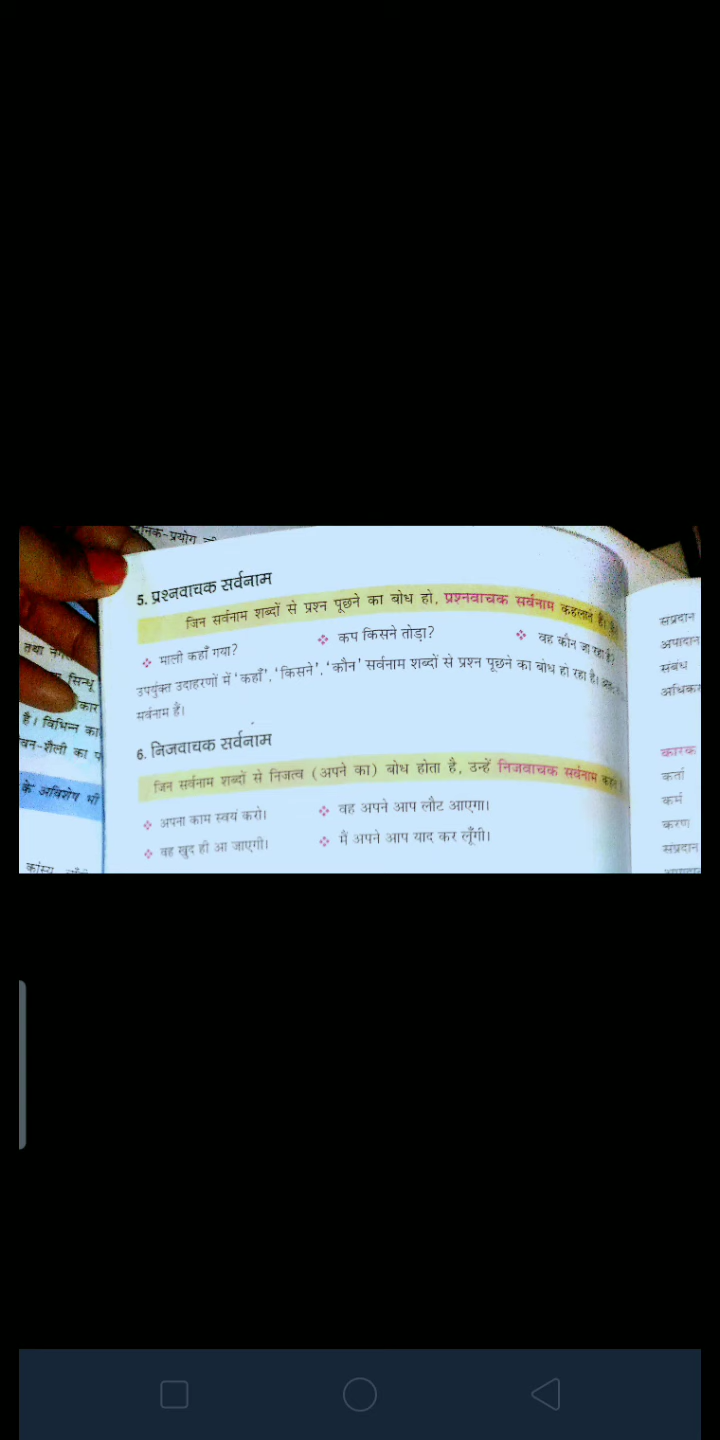 5. प्रश्नवाचक सर्वनाम
जिन सर्वनाम शब्दों से प्रश्न पूछने का बोध हो, प्रश्नवाचक सर्वनाम कहलाते हैं।
❖ माली कहाँ गया? ❖ कप किसने तोड़ा? ❖ वह कौन जा रहा है?
उपर्युक्त उदाहरणों में 'कहाँ', 'किसने', 'कौन' सर्वनाम शब्दों से प्रश्न पूछने का बोध हो रहा है।
सर्वनाम हैं।
6. निजवाचक सर्वनाम
जिन सर्वनाम शब्दों से निजत्व (अपने का) बोध होता है, उन्हें निजवाचक सर्वनाम
❖ अपना काम स्वयं करो। ❖ वह अपने आप लौट आएगा।
❖ वह खुद ही आ जाएगी। ❖ मैं अपने आप याद कर लूँगी।
तथा
सिन्धू
है। विभिन्न
शैली का
के अविशेष भी
संप्रदान
अपादान
संबंध
कारक
कर्ता
कर्म
करण
संप्रदान